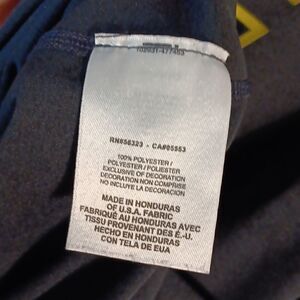 RN#56323 - CA#05553
100% POLYESTER /
POLYESTER / POLIESTER
EXCLUSIVE OF DECORATION
DECORATION NON COMPRISE
NO INCLUYE LA DECORACIÓN
MADE IN HONDURAS
OF U.S.A. FABRIC
FABRIQUÉ AU HONDURAS AVEC
TISSU PROVENANT DES É.-U.
HECHO EN HONDURAS
CON TELA DE EUA